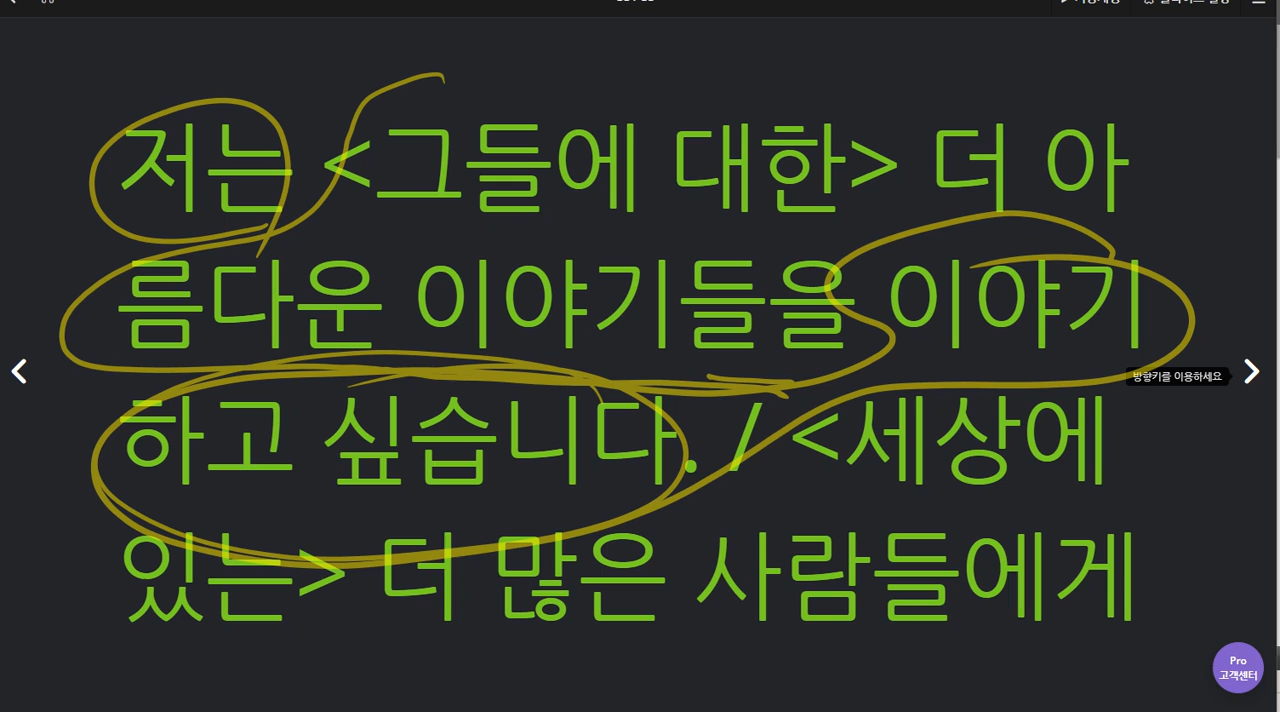 저는 <그들에 대한> 더 아
름다운 이야기들을 이야기
하고 싶습니다. / <세상에
있는> 더 많은 사람들에게
방향키를 이용하세요
Pro
고객센터